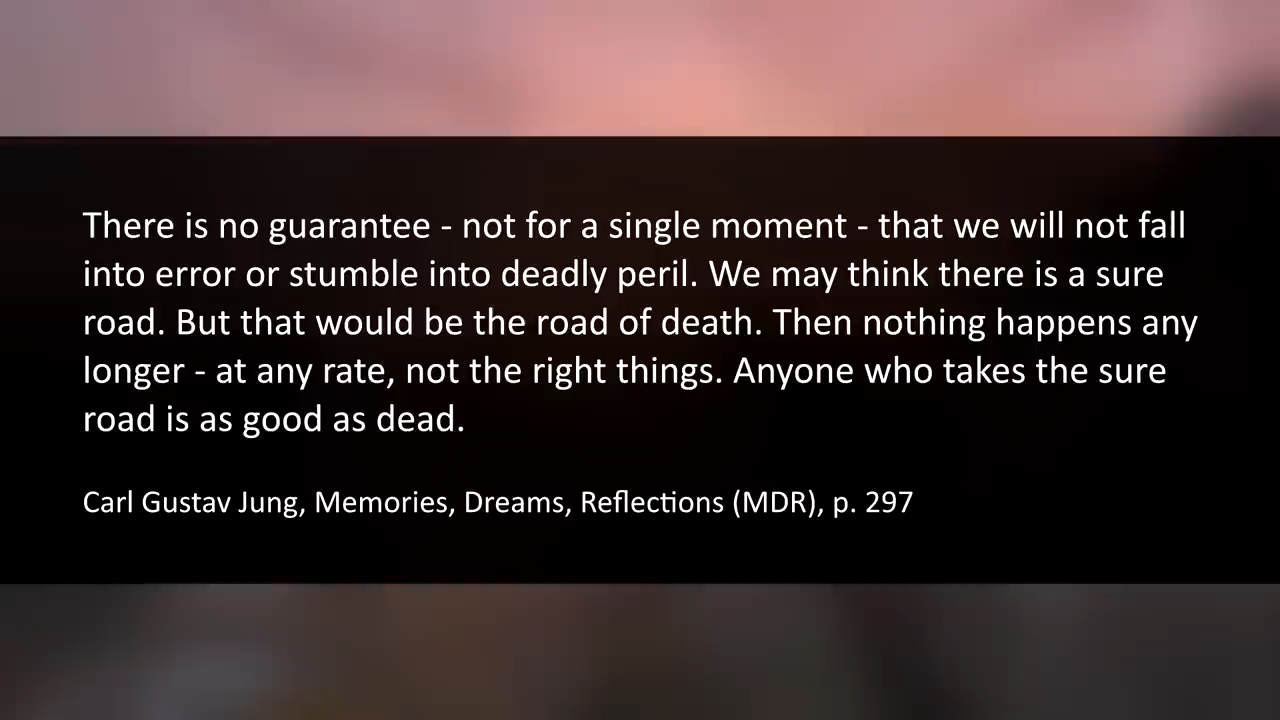 There is no guarantee - not for a single moment - that we will not fall
into error or stumble into deadly peril. We may think there is a sure
road. But that would be the road of death. Then nothing happens any
longer - at any rate, not the right things. Anyone who takes the sure
road is as good as dead.
Carl Gustav Jung, Memories, Dreams, Reflections (MDR), p. 297